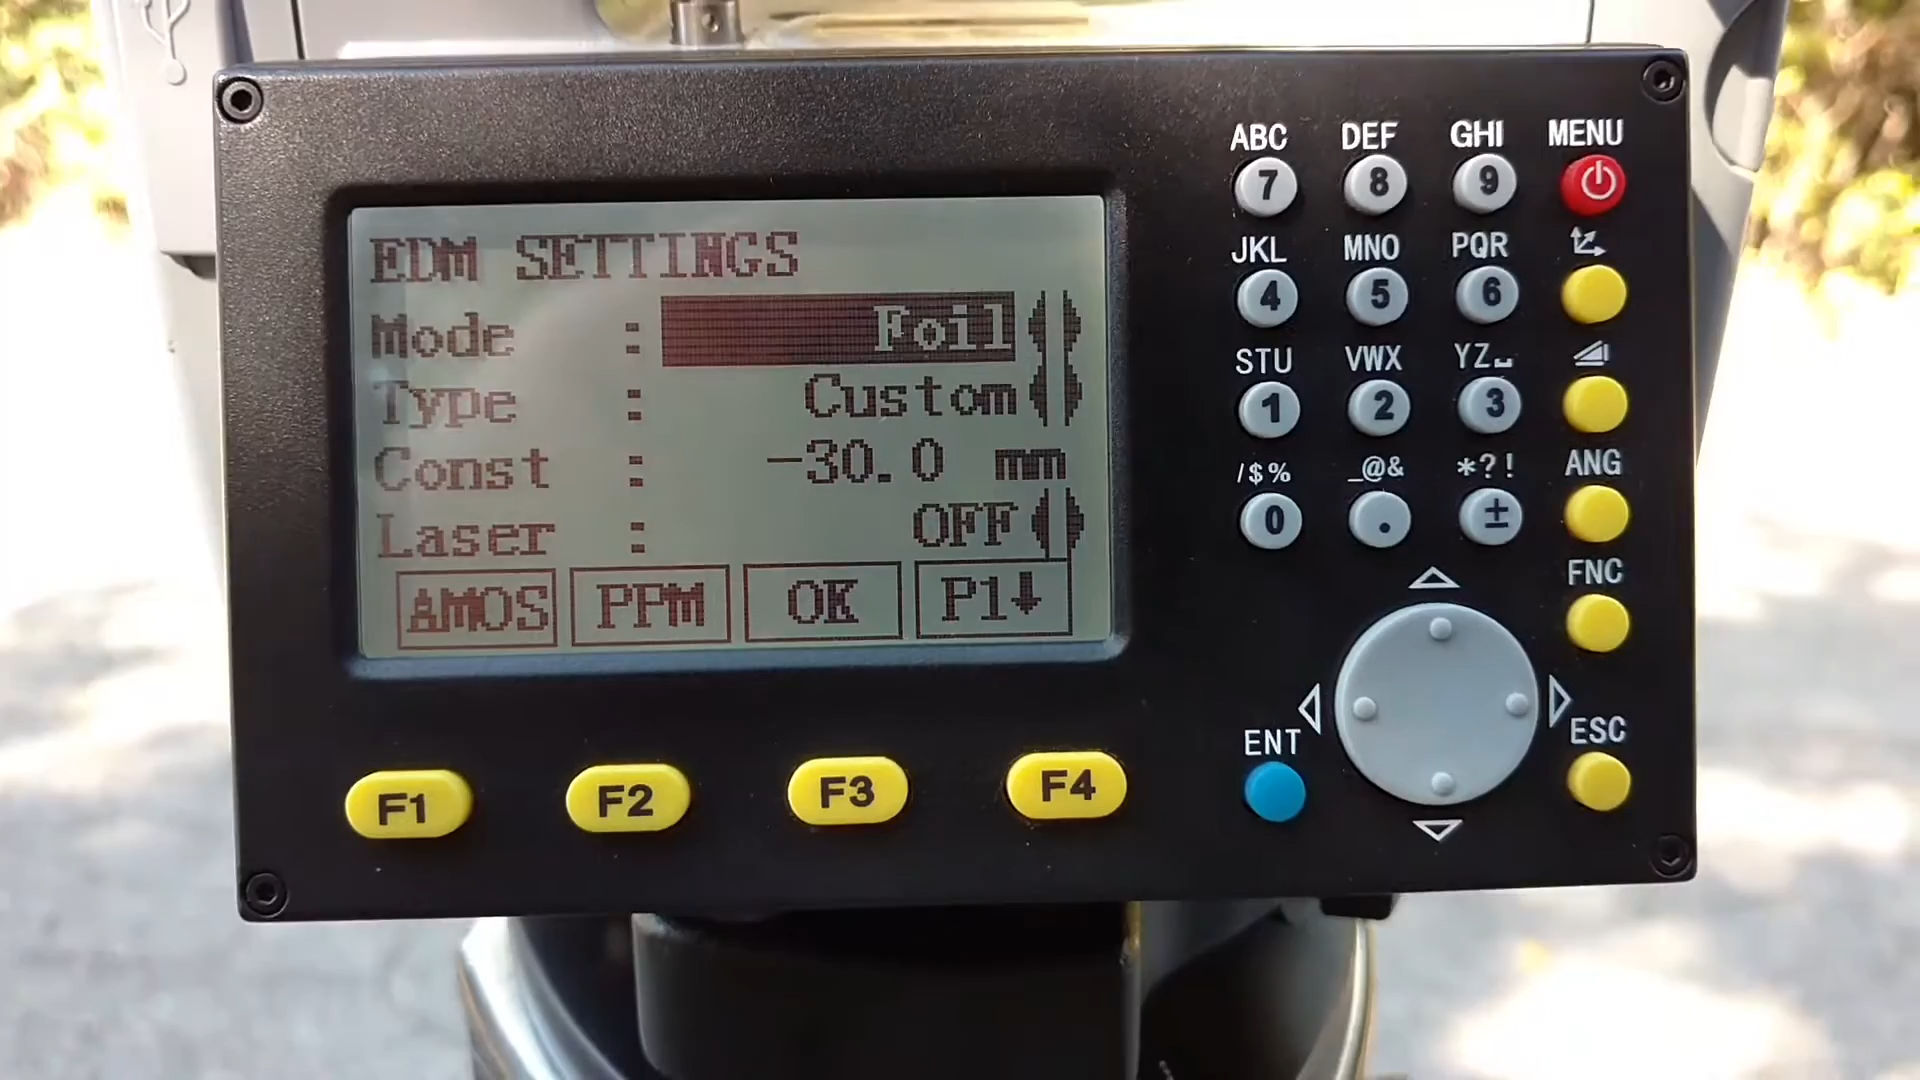 EDM SETTINGS
Mode : Foil
Type : Custom
Const : -30.0 mm
Laser : OFF
AMOS PPM OK P1↓
F1 F2 F3 F4
ABC DEF GHI MENU
7 8 9
JKL MNO PQR
4 5 6
STU VWX YZ␣
1 2 3
/$% _@& *?! ANG
0 . ±
FNC
ENT ESC